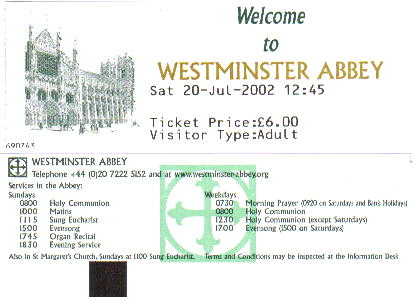 Welcome
to
WESTMINSTER ABBEY
Sat 20-Jul-2002 12:45
Ticket Price:£6.00
Visitor Type:Adult
690743
WESTMINSTER ABBEY
Telephone +44 (0)20 7222 5152 and at www.westminster-abbey.org
Services in the Abbey:
Sundays
0800 Holy Communion
1000 Matins
1115 Sung Eucharist
1500 Evensong
1745 Organ Recital
1830 Evening Service
Weekdays
0730 Morning Prayer (0920 on Saturdays and Bank Holidays)
0800 Holy Communion
1230 Holy Communion (except Saturdays)
1700 Evensong (1500 on Saturdays)
Also in St Margaret's Church, Sundays at 1100 Sung Eucharist. Terms and Conditions may be inspected at the Information Desk